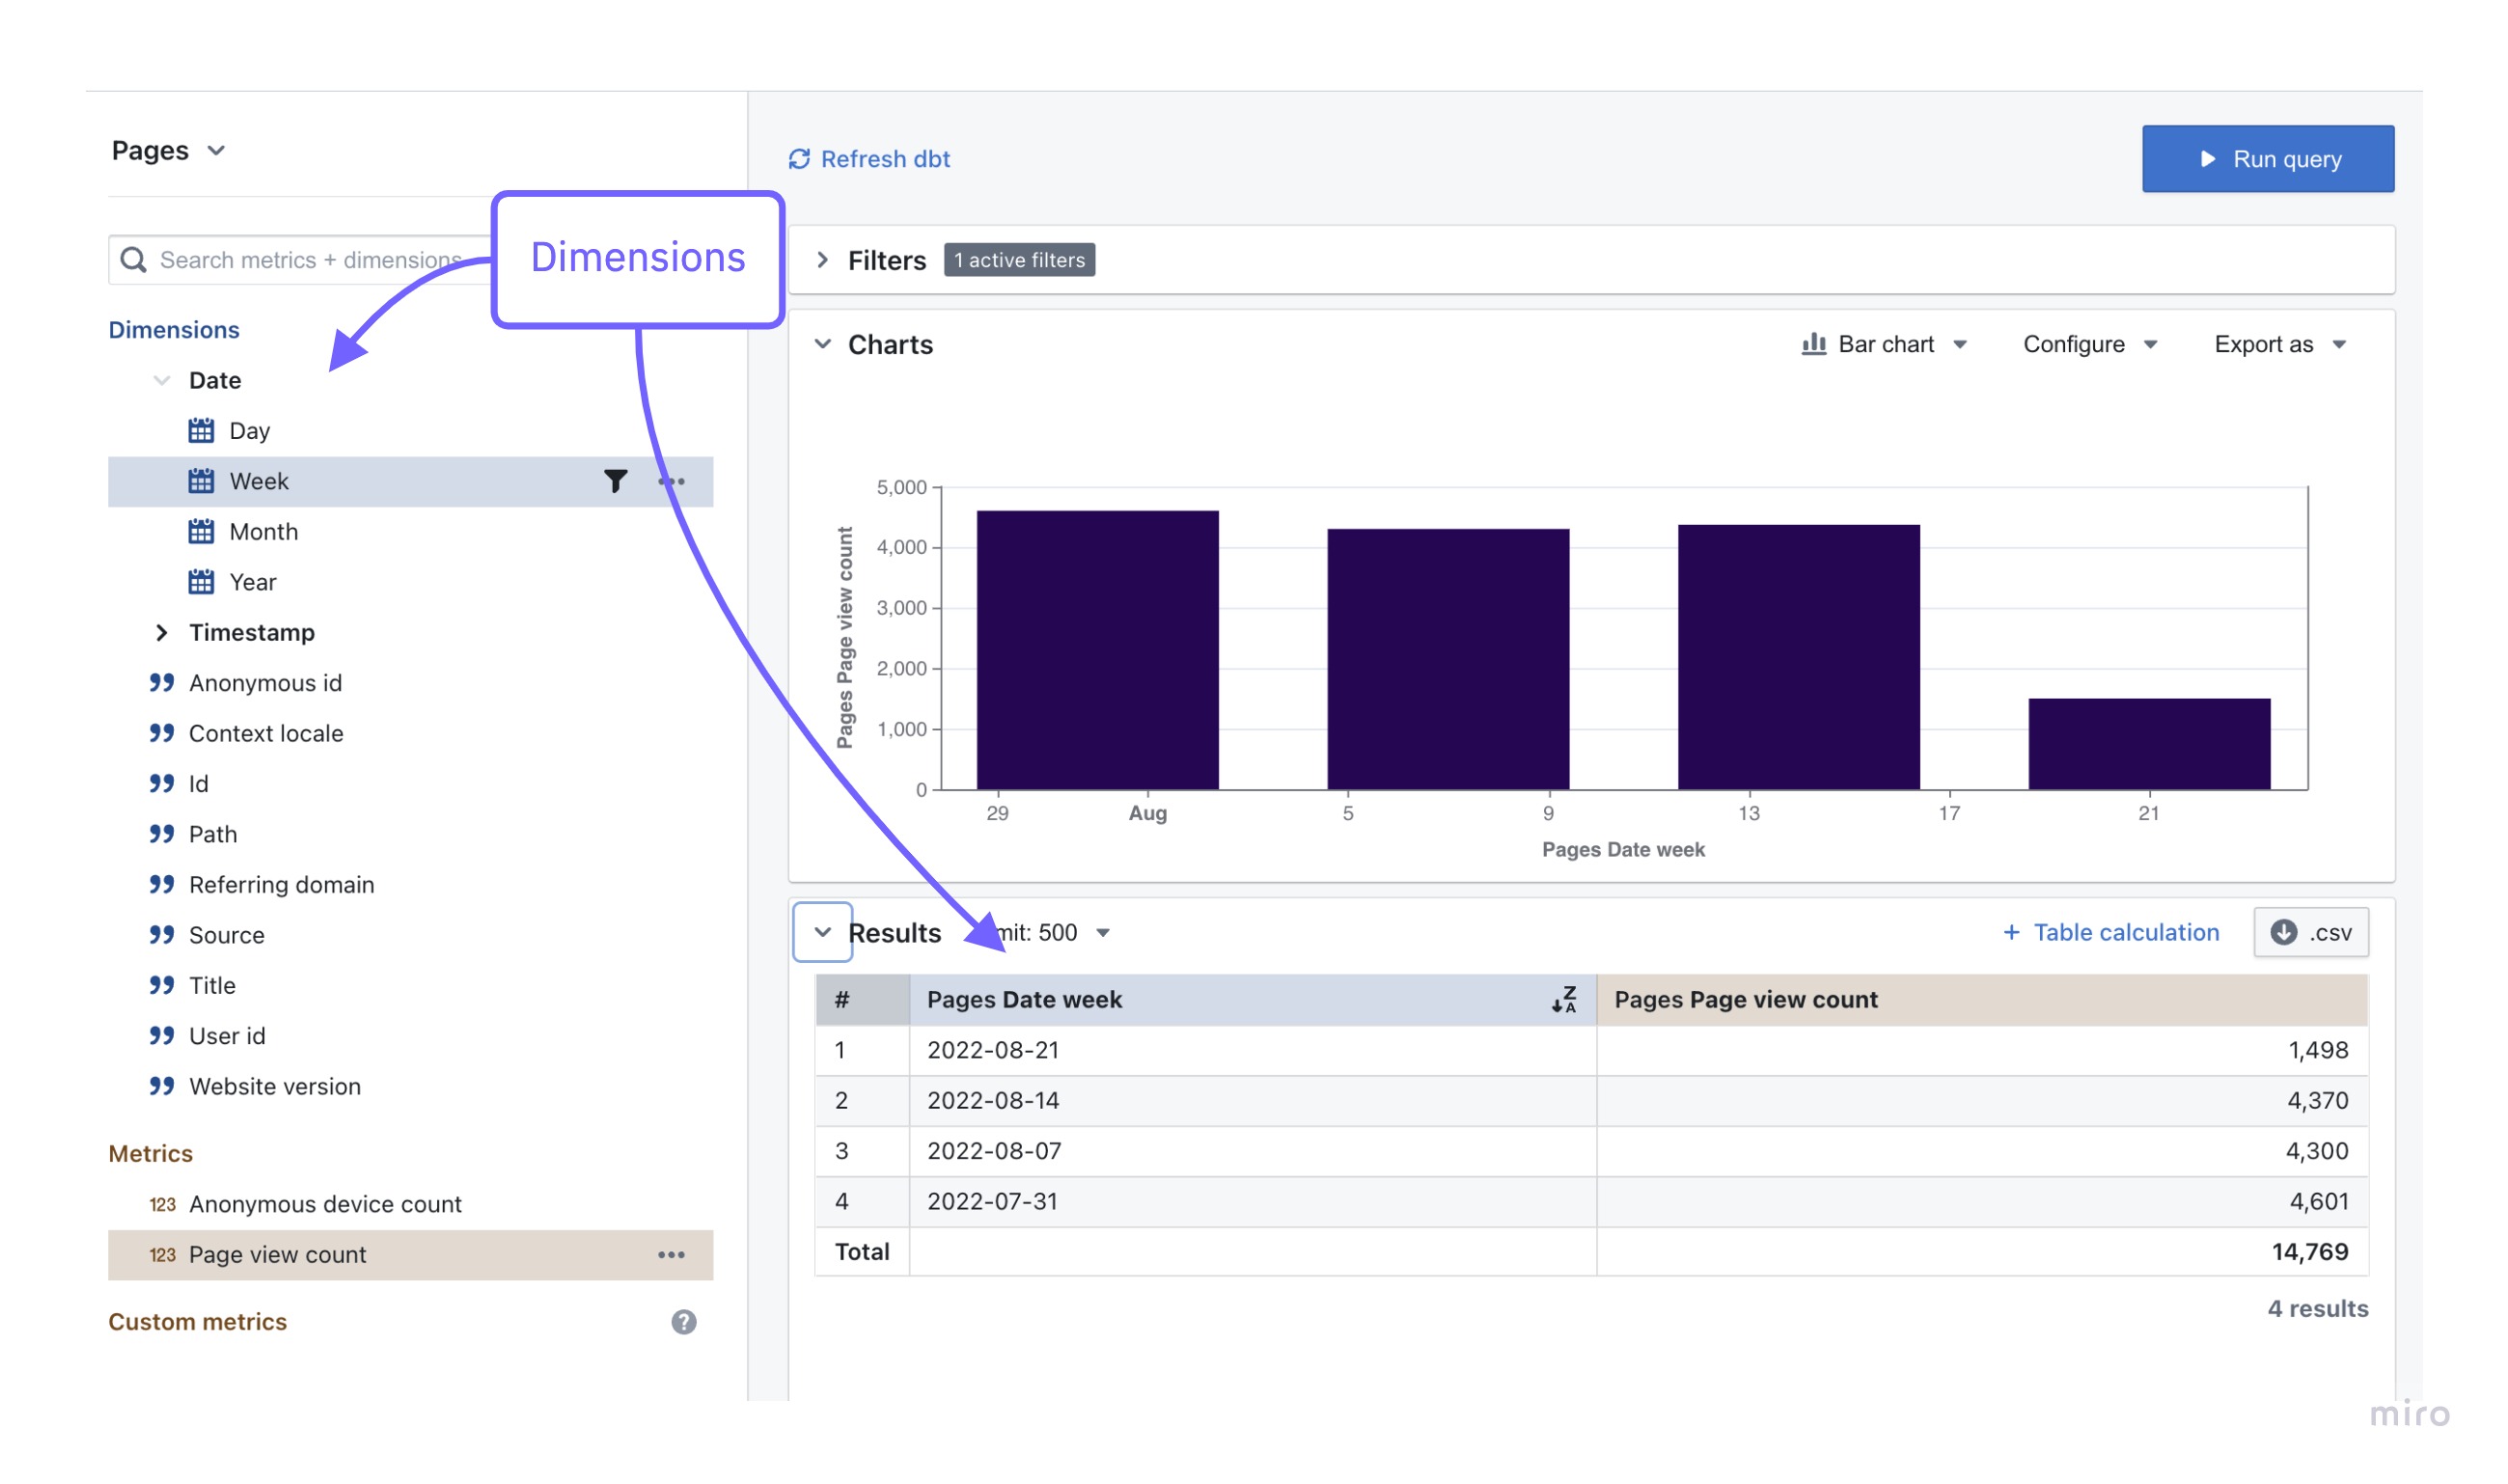 Pages
Search metrics + dimensions
Dimensions
Date
Day
Week
Month
Year
Timestamp
Anonymous id
Context locale
Id
Path
Referring domain
Source
Title
User id
Website version
Metrics
123 Anonymous device count
123 Page view count
Custom metrics
?
Dimensions
Refresh dbt
Run query
Filters 1 active filters
Charts
Bar chart
Configure
Export as
Pages Page view count
5,000
4,000
3,000
2,000
1,000
0
29 Aug 5 9 13 17 21
Pages Date week
Results mit: 500
+ Table calculation
.csv
# Pages Date week Z A Pages Page view count
1 2022-08-21 1,498
2 2022-08-14 4,370
3 2022-08-07 4,300
4 2022-07-31 4,601
Total 14,769
4 results
miro